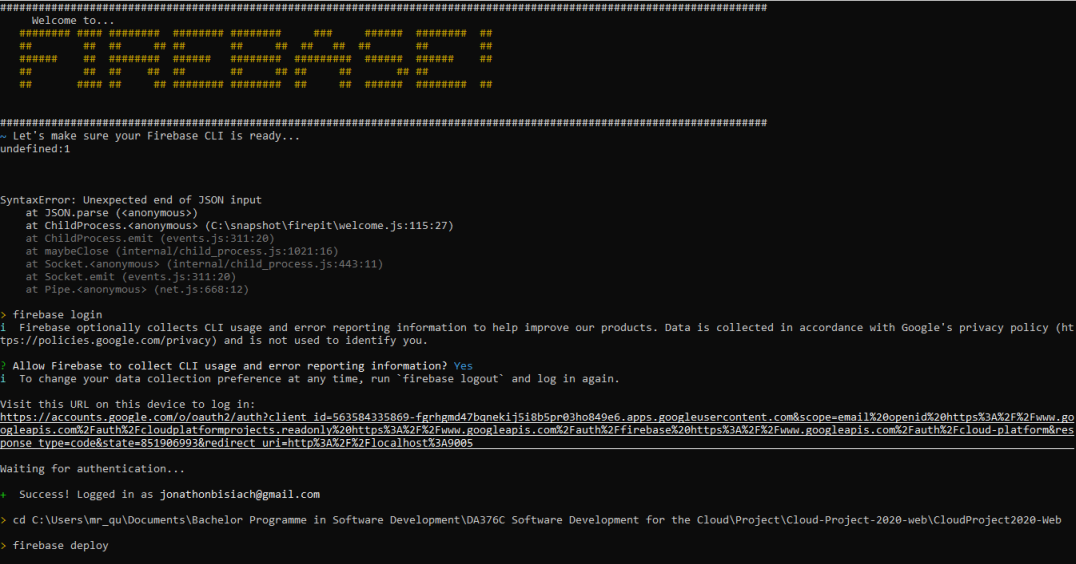 ########################################################################################################################
Welcome to...
######## #### ######## ######## ########     ###     ######  ######## ##
##        ## ##     ## ##       ##     ##  ## ##   ##    ##       ##
######    ## ########  ######   ########  #########  ######  ######   ##
##        ## ##    ##  ##       ##     ## ##     ##       ## ##
##       #### ##     ## ######## ########  ##     ##  ######  ######## ##
########################################################################################################################
~ Let's make sure your Firebase CLI is ready...
undefined:1
SyntaxError: Unexpected end of JSON input
at JSON.parse (<anonymous>)
at ChildProcess.<anonymous> (C:\snapshot\firepit\welcome.js:115:27)
at ChildProcess.emit (events.js:311:20)
at maybeClose (internal/child_process.js:1021:16)
at Socket.<anonymous> (internal/child_process.js:443:11)
at Socket.emit (events.js:311:20)
at Pipe.<anonymous> (net.js:668:12)
> firebase login
i  Firebase optionally collects CLI usage and error reporting information to help improve our products. Data is collected in accordance with Google's privacy policy (ht
tps://policies.google.com/privacy) and is not used to identify you.
? Allow Firebase to collect CLI usage and error reporting information? Yes
i  To change your data collection preference at any time, run `firebase logout` and log in again.
Visit this URL on this device to log in:
https://accounts.google.com/o/oauth2/auth?client_id=563584335869-fgrhgmd47bqnekij5i8b5pr03ho849e6.apps.googleusercontent.com&scope=email%20openid%20https%3A%2F%2Fwww.go
ogleapis.com%2Fauth%2Fcloudplatformprojects.readonly%20https%3A%2F%2Fwww.googleapis.com%2Fauth%2Ffirebase%20https%3A%2F%2Fwww.googleapis.com%2Fauth%2Fcloud-platform&res
ponse_type=code&state=851906993&redirect_uri=http%3A%2F%2Flocalhost%3A9005
Waiting for authentication...
+  Success! Logged in as jonathonbisiach@gmail.com
> cd C:\Users\mr_qu\Documents\Bachelor Programme in Software Development\DA376C Software Development for the Cloud\Project\Cloud-Project-2020-web\CloudProject2020-Web
> firebase deploy